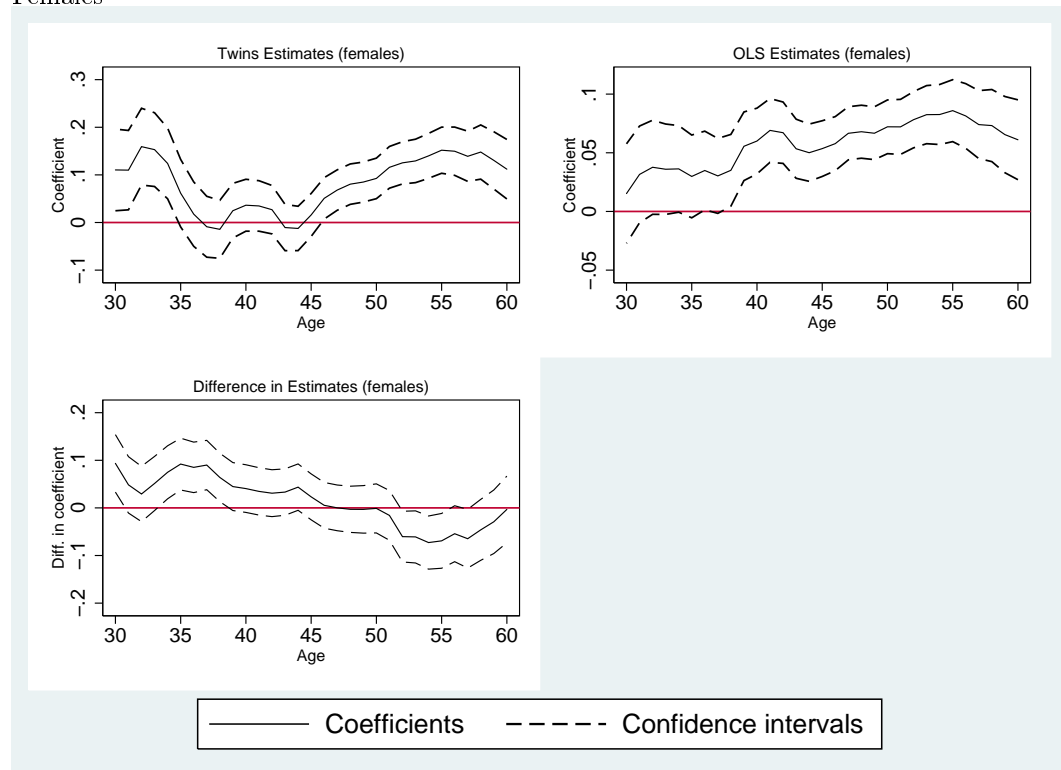 Females
Twins Estimates (females)
Coefficient
.3
.2
.1
0
-.1
30 35 40 45 50 55 60
Age
OLS Estimates (females)
Coefficient
.1
.05
0
-.05
30 35 40 45 50 55 60
Age
Difference in Estimates (females)
Diff. in coefficient
.2
.1
0
-.1
-.2
30 35 40 45 50 55 60
Age
Coefficients Confidence intervals